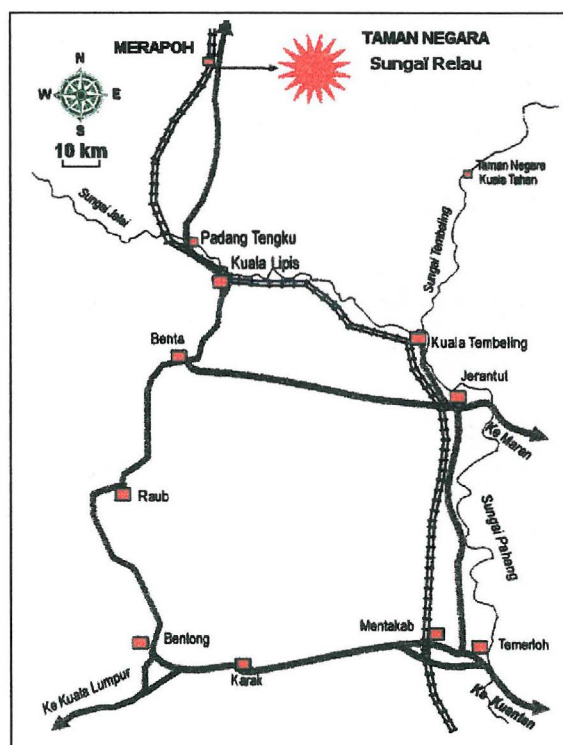 MERAPOH
TAMAN NEGARA
Sungai Relau
N
W E
S
10 km
Taman Negara
Kuala Tahan
Sungai Jelai
Sungai Tembeling
Padang Tengku
Kuala Lipis
Kuala Tembeling
Benta
Jerantut
Ke Maran
Raub
Sungai Pahang
Mentakab
Bentong
Temerloh
Karak
Ke Kuala Lumpur
Ke Kuantan